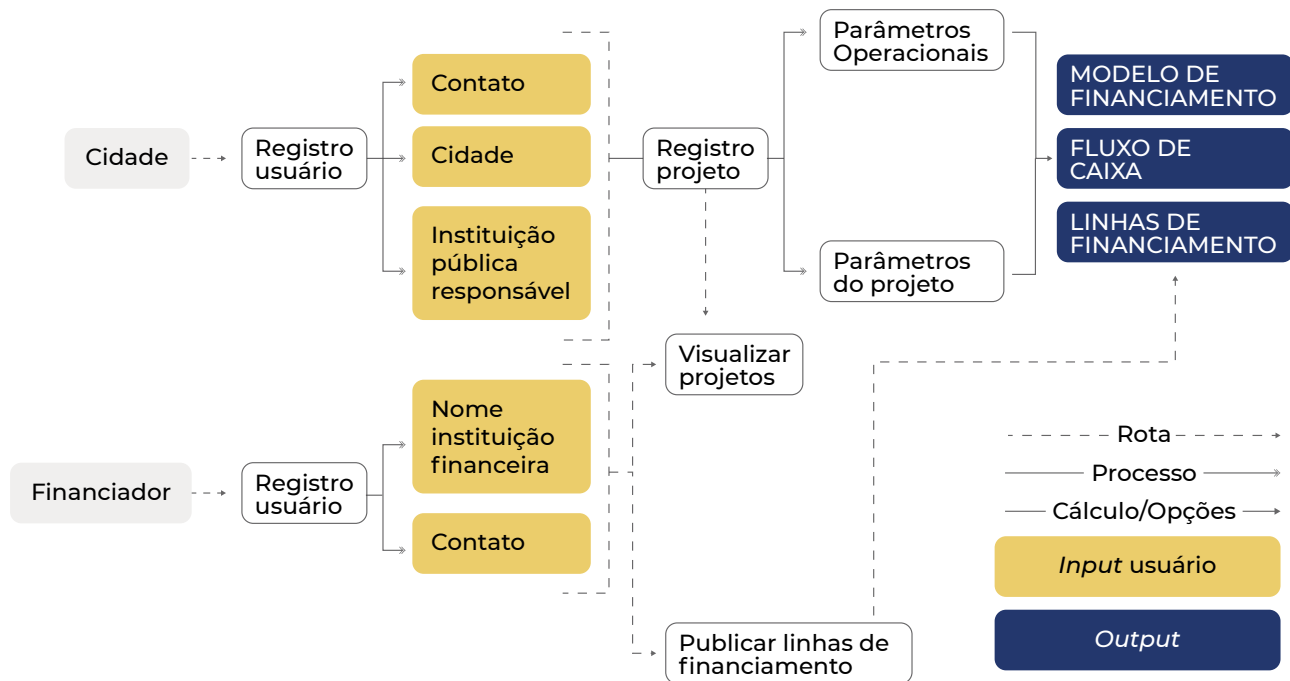 Cidade
Registro
usuário
Contato
Cidade
Instituição
pública
responsável
Registro
projeto
Parâmetros
Operacionais
Parâmetros
do projeto
MODELO DE
FINANCIAMENTO
FLUXO DE
CAIXA
LINHAS DE
FINANCIAMENTO
Visualizar
projetos
Financiador
Registro
usuário
Nome
instituição
financeira
Contato
Publicar linhas de
financiamento
Rota
Processo
Cálculo/Opções
Input usuário
Output